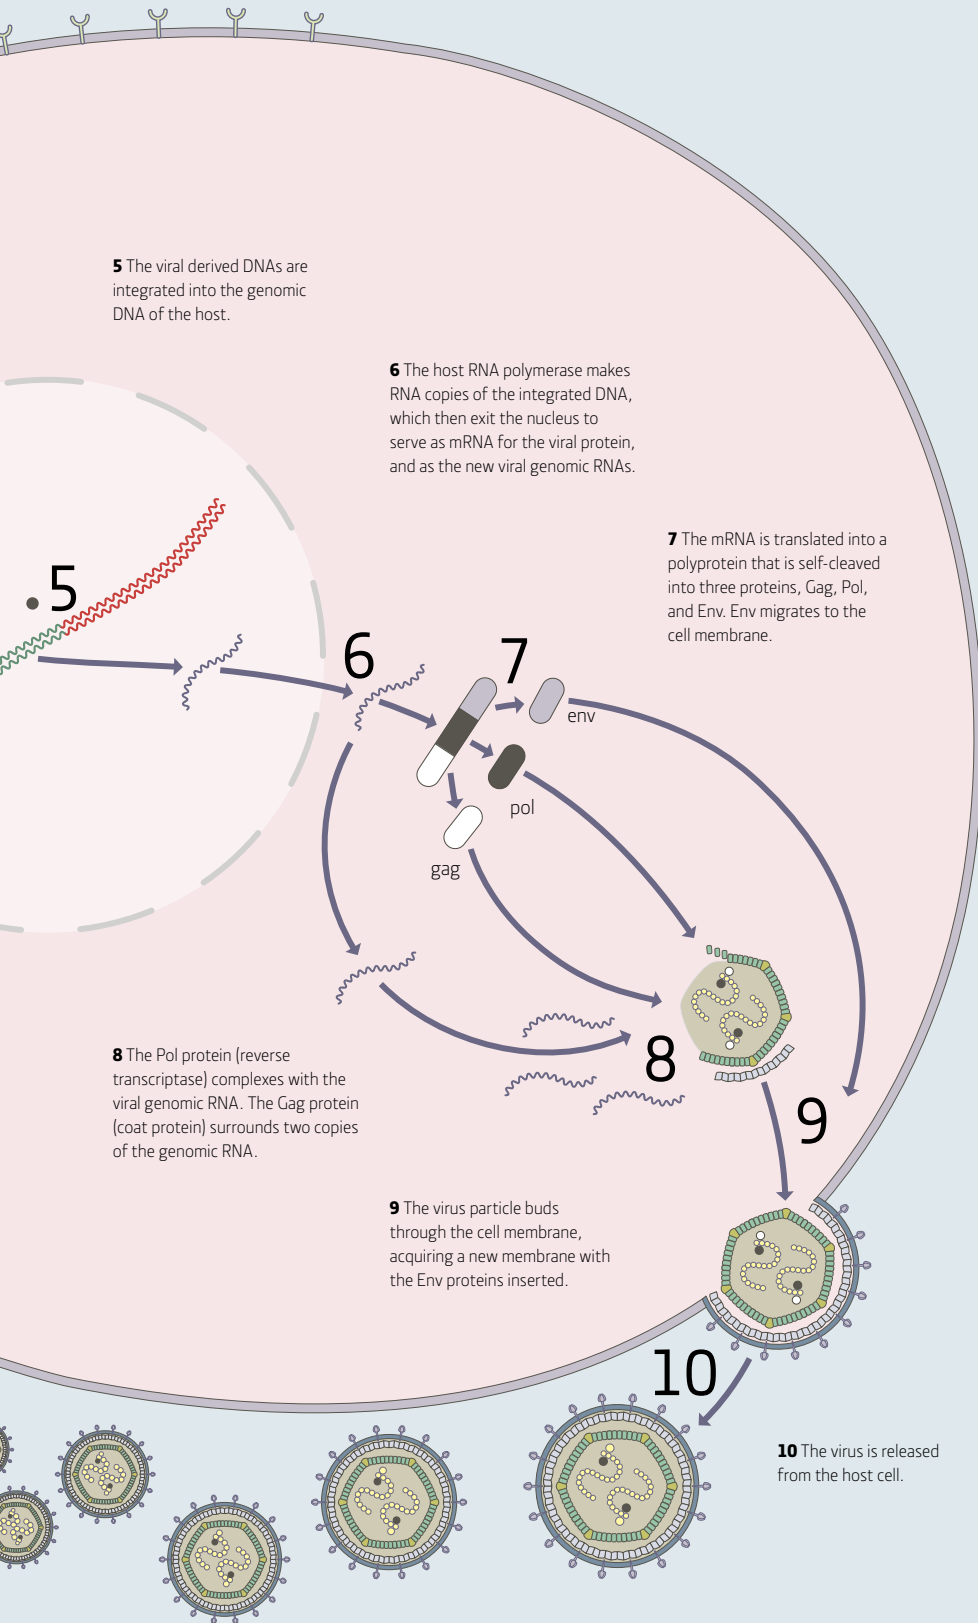 5 The viral derived DNAs are
integrated into the genomic
DNA of the host.
6 The host RNA polymerase makes
RNA copies of the integrated DNA,
which then exit the nucleus to
serve as mRNA for the viral protein,
and as the new viral genomic RNAs.
7 The mRNA is translated into a
polyprotein that is self-cleaved
into three proteins, Gag, Pol,
and Env. Env migrates to the
cell membrane.
5
6
7
env
pol
gag
8
9
8 The Pol protein (reverse
transcriptase) complexes with the
viral genomic RNA. The Gag protein
(coat protein) surrounds two copies
of the genomic RNA.
9 The virus particle buds
through the cell membrane,
acquiring a new membrane with
the Env proteins inserted.
10
10 The virus is released
from the host cell.